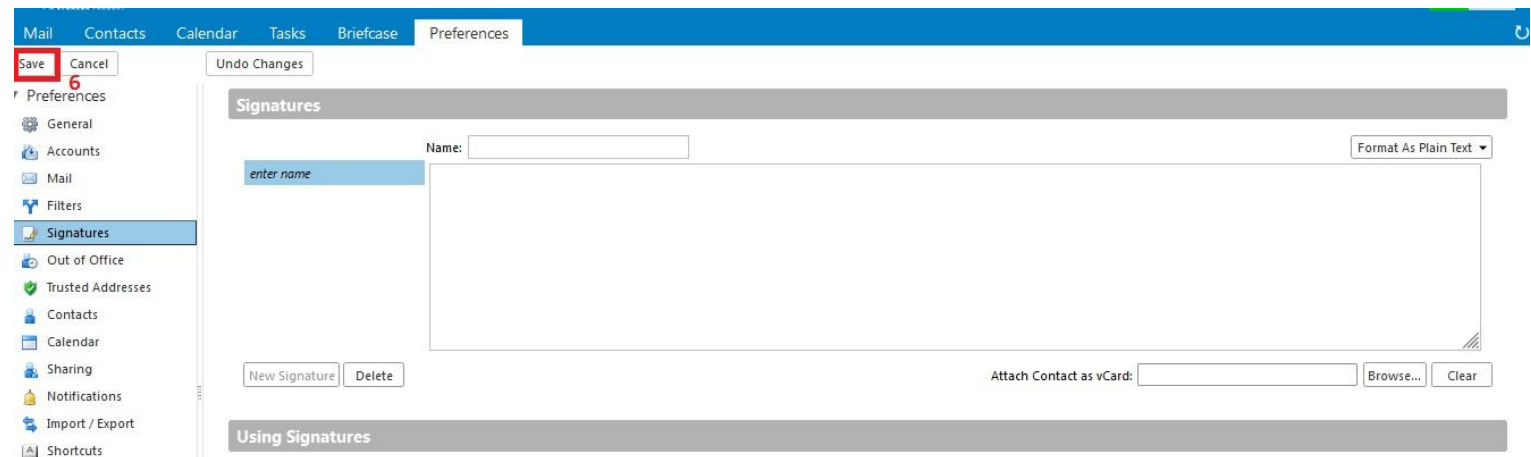 Mail Contacts Calendar Tasks Briefcase Preferences
Save Cancel Undo Changes
6
Preferences
General
Accounts
Mail
Filters
Signatures
Out of Office
Trusted Addresses
Contacts
Calendar
Sharing
Notifications
Import / Export
Shortcuts
Signatures
Name: Format As Plain Text
enter name
New Signature Delete Attach Contact as vCard: Browse... Clear
Using Signatures